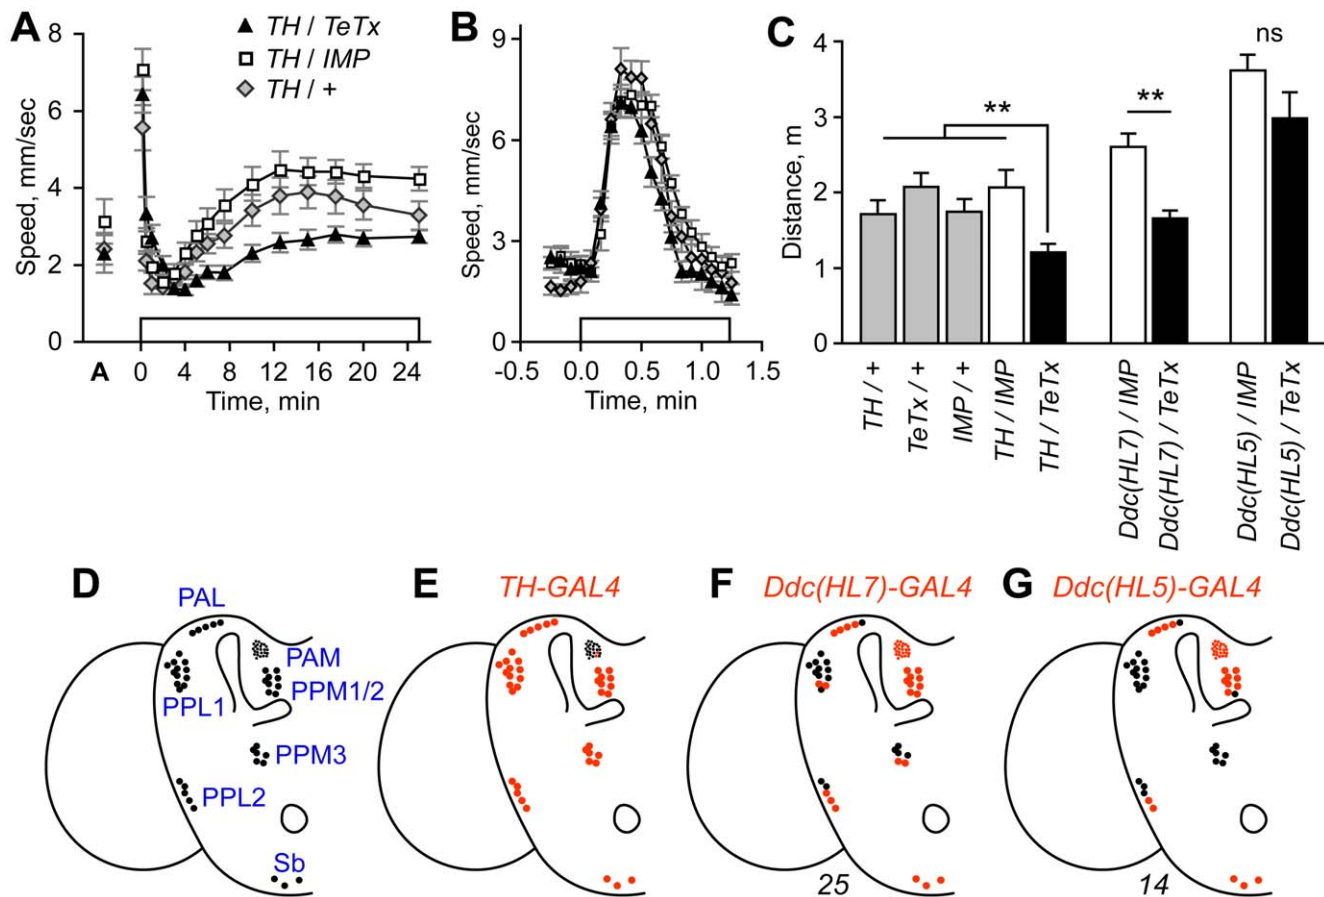 A
TH / TeTx
TH / IMP
TH / +
Speed, mm/sec
8
6
4
2
0
A
0
4
8
12
16
20
24
Time, min
B
Speed, mm/sec
9
6
3
0
-0.5
0.0
0.5
1.0
1.5
Time, min
C
Distance, m
4
3
2
1
0
**
**
ns
TH / +
TeTx / +
IMP / +
TH / IMP
TH / TeTx
Ddc(HL7) / IMP
Ddc(HL7) / TeTx
Ddc(HL5) / IMP
Ddc(HL5) / TeTx
D
PAL
PAM
PPL1
PPM1/2
PPM3
PPL2
Sb
E
TH-GAL4
F
Ddc(HL7)-GAL4
25
G
Ddc(HL5)-GAL4
14